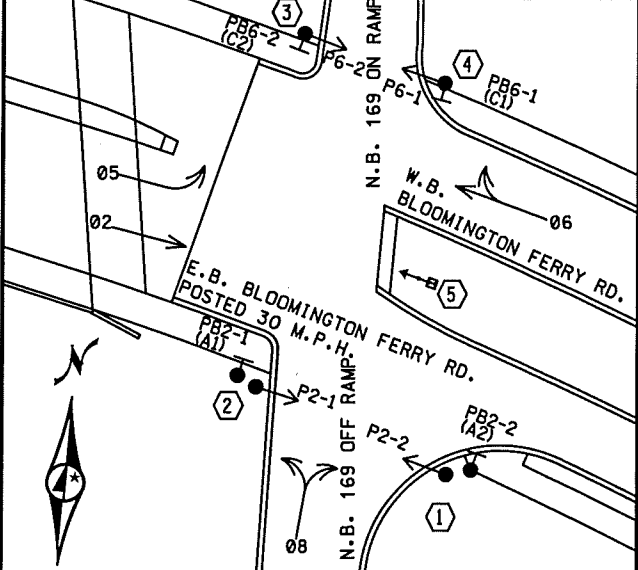 3
PB6-2
(C2)
P6-2
N.B. 169 ON RAMP
4
PB6-1
(C1)
P6-1
05
02
W.B.
BLOOMINGTON FERRY RD.
06
5
E.B. BLOOMINGTON FERRY RD.
POSTED 30 M.P.H.
PB2-1
(A1)
2
P2-1
N.B. 169 OFF RAMP
P2-2
PB2-2
(A2)
1
08
N